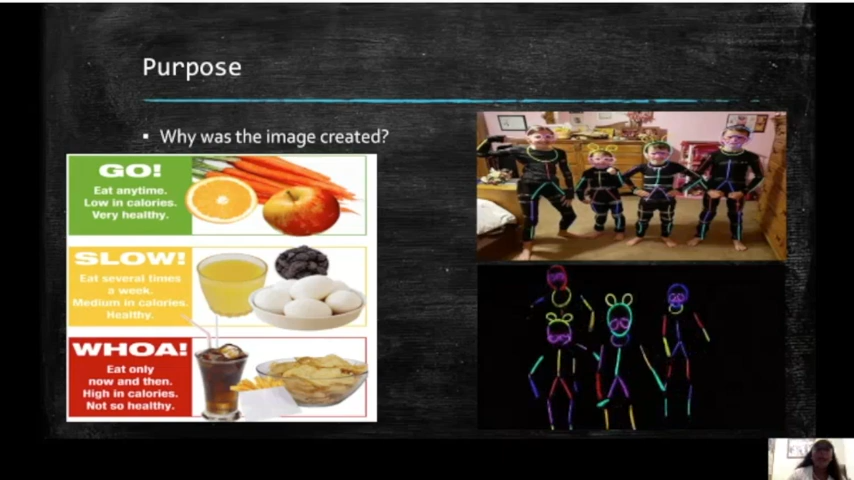 Purpose
▪ Why was the image created?
GO!
Eat anytime.
Low in calories.
Very healthy.
SLOW!
Eat several times
a week.
Medium in calories.
Healthy.
WHOA!
Eat only
now and then.
High in calories.
Not so healthy.